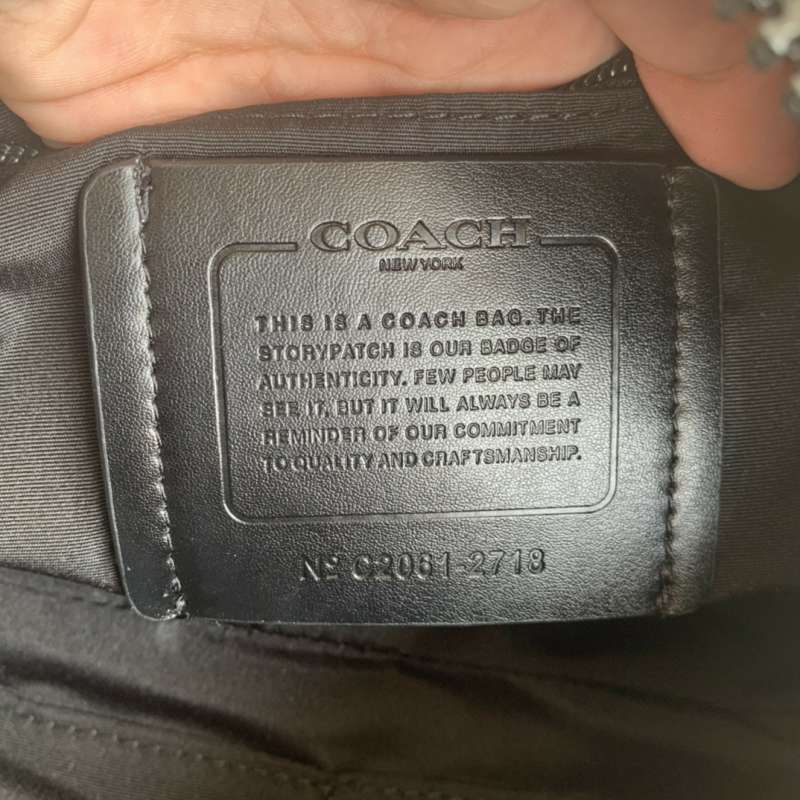 COACH
NEW YORK
THIS IS A COACH BAG. THE
STORYPATCH IS OUR BADGE OF
AUTHENTICITY. FEW PEOPLE MAY
SEE IT, BUT IT WILL ALWAYS BE A
REMINDER OF OUR COMMITMENT
TO QUALITY AND CRAFTSMANSHIP.
Nº C2061-2718